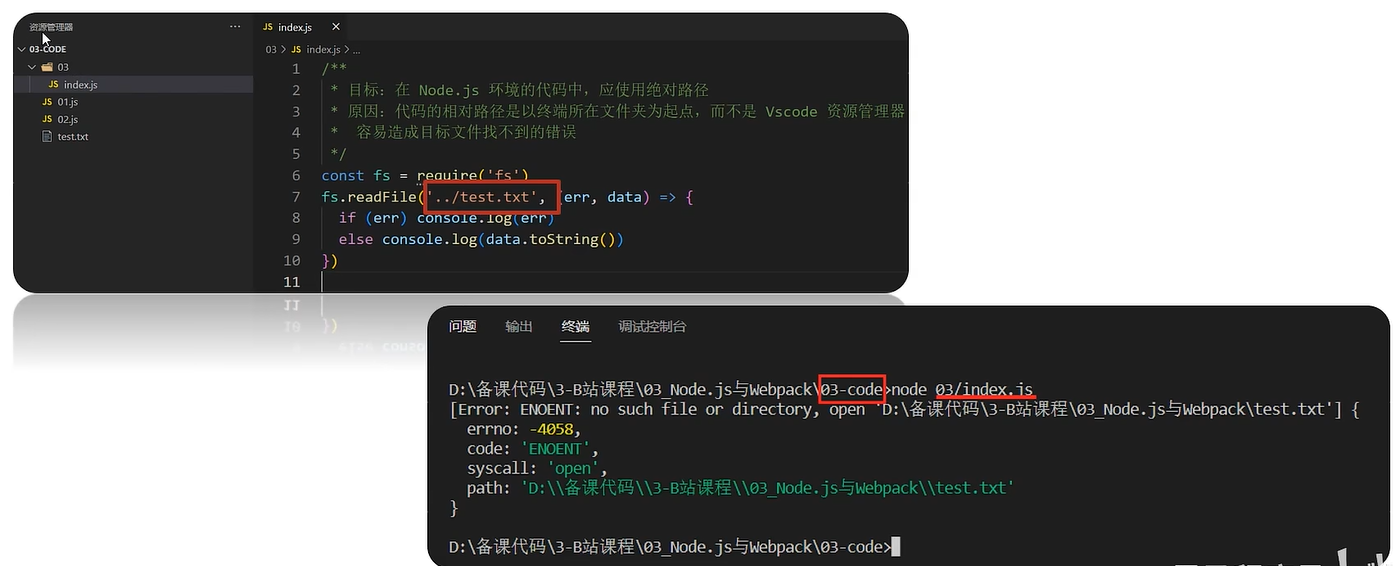 资源管理器 ...
JS index.js ×
03-CODE
03 > JS index.js > ...
03
JS index.js
JS 01.js
JS 02.js
test.txt
1 /**
2 * 目标：在 Node.js 环境的代码中，应使用绝对路径
3 * 原因：代码的相对路径是以终端所在文件夹为起点，而不是 Vscode 资源管理器
4 * 容易造成目标文件找不到的错误
5 */
6 const fs = require('fs')
7 fs.readFile('../test.txt', (err, data) => {
8 if (err) console.log(err)
9 else console.log(data.toString())
10 })
11
问题 输出 终端 调试控制台
D:\备课代码\3-B站课程\03_Node.js与Webpack\03-code>node 03/index.js
[Error: ENOENT: no such file or directory, open 'D:\备课代码\3-B站课程\03_Node.js与Webpack\test.txt'] {
errno: -4058,
code: 'ENOENT',
syscall: 'open',
path: 'D:\\备课代码\\3-B站课程\\03_Node.js与Webpack\\test.txt'
}
D:\备课代码\3-B站课程\03_Node.js与Webpack\03-code>